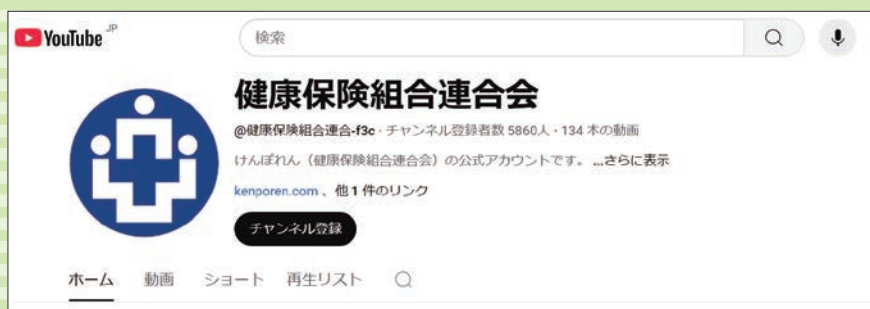 YouTube JP
検索
健康保険組合連合会
@健康保険組合連合-f3c・チャンネル登録者数 5860人・134 本の動画
けんぽれん（健康保険組合連合会）の公式アカウントです。 ...さらに表示
kenporen.com 、他 1 件のリンク
チャンネル登録
ホーム 動画 ショート 再生リスト